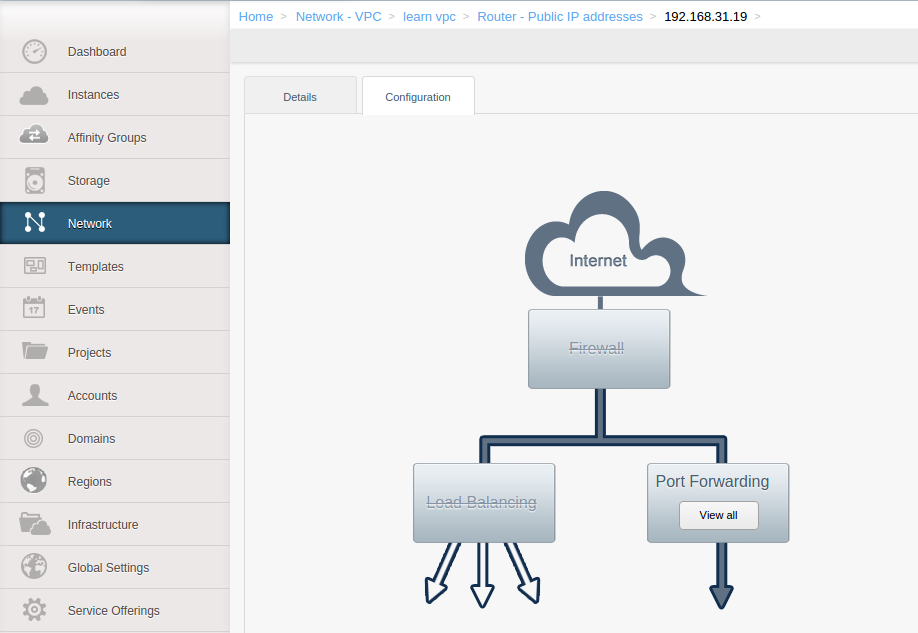 Home > Network - VPC > learn vpc > Router - Public IP addresses > 192.168.31.19 >
Dashboard
Instances
Affinity Groups
Storage
Network
Templates
17
Events
Projects
Accounts
Domains
Regions
Infrastructure
Global Settings
Service Offerings
Details
Configuration
Internet
Firewall
Load Balancing
Port Forwarding
View all